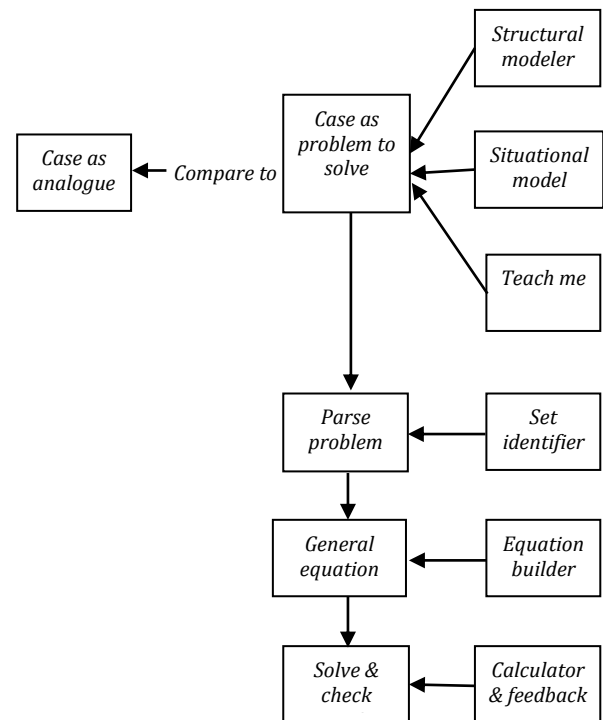 Structural
modeler
Case as
problem to
solve
Case as
analogue
Compare to
Situational
model
Teach me
Parse
problem
Set
identifier
General
equation
Equation
builder
Solve &
check
Calculator
& feedback